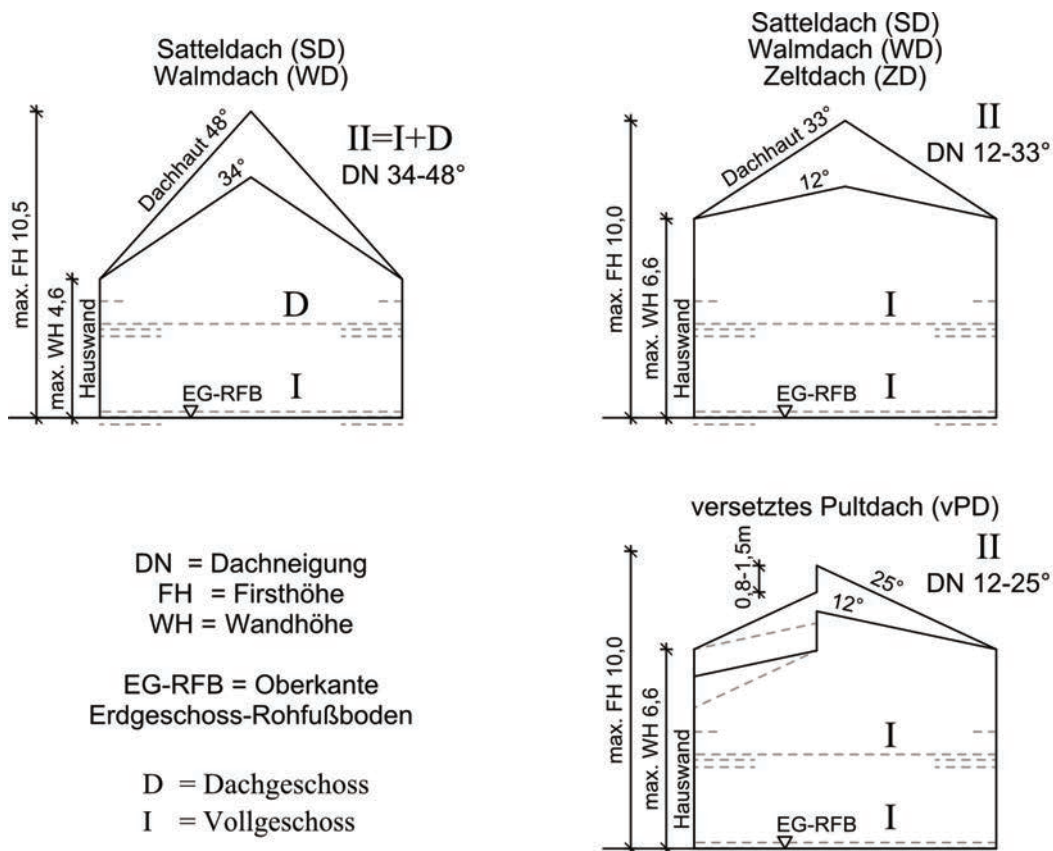 Satteldach (SD)
Walmdach (WD)
II=I+D
DN 34-48°
Dachhaut 48°
34°
max. FH 10,5
max. WH 4,6
Hauswand
D
I
EG-RFB
Satteldach (SD)
Walmdach (WD)
Zeltdach (ZD)
II
DN 12-33°
Dachhaut 33°
12°
max. FH 10,0
max. WH 6,6
Hauswand
I
I
EG-RFB
DN = Dachneigung
FH = Firsthöhe
WH = Wandhöhe
EG-RFB = Oberkante
Erdgeschoss-Rohfußboden
D = Dachgeschoss
I = Vollgeschoss
versetztes Pultdach (vPD)
II
DN 12-25°
0,8-1,5m
25°
12°
max. FH 10,0
max. WH 6,6
Hauswand
I
I
EG-RFB